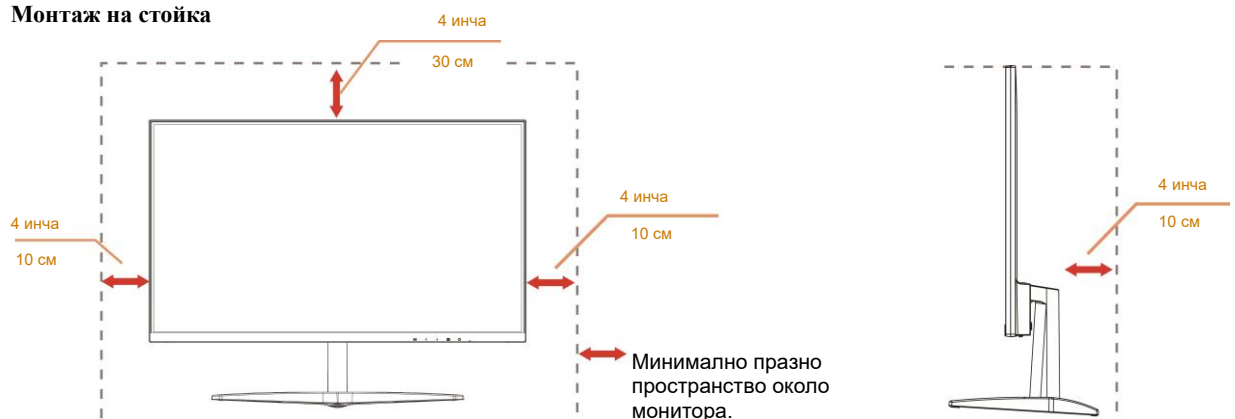 Монтаж на стойка
4 инча
30 см
4 инча
10 см
4 инча
10 см
4 инча
10 см
Минимално празно
пространство около
монитора.